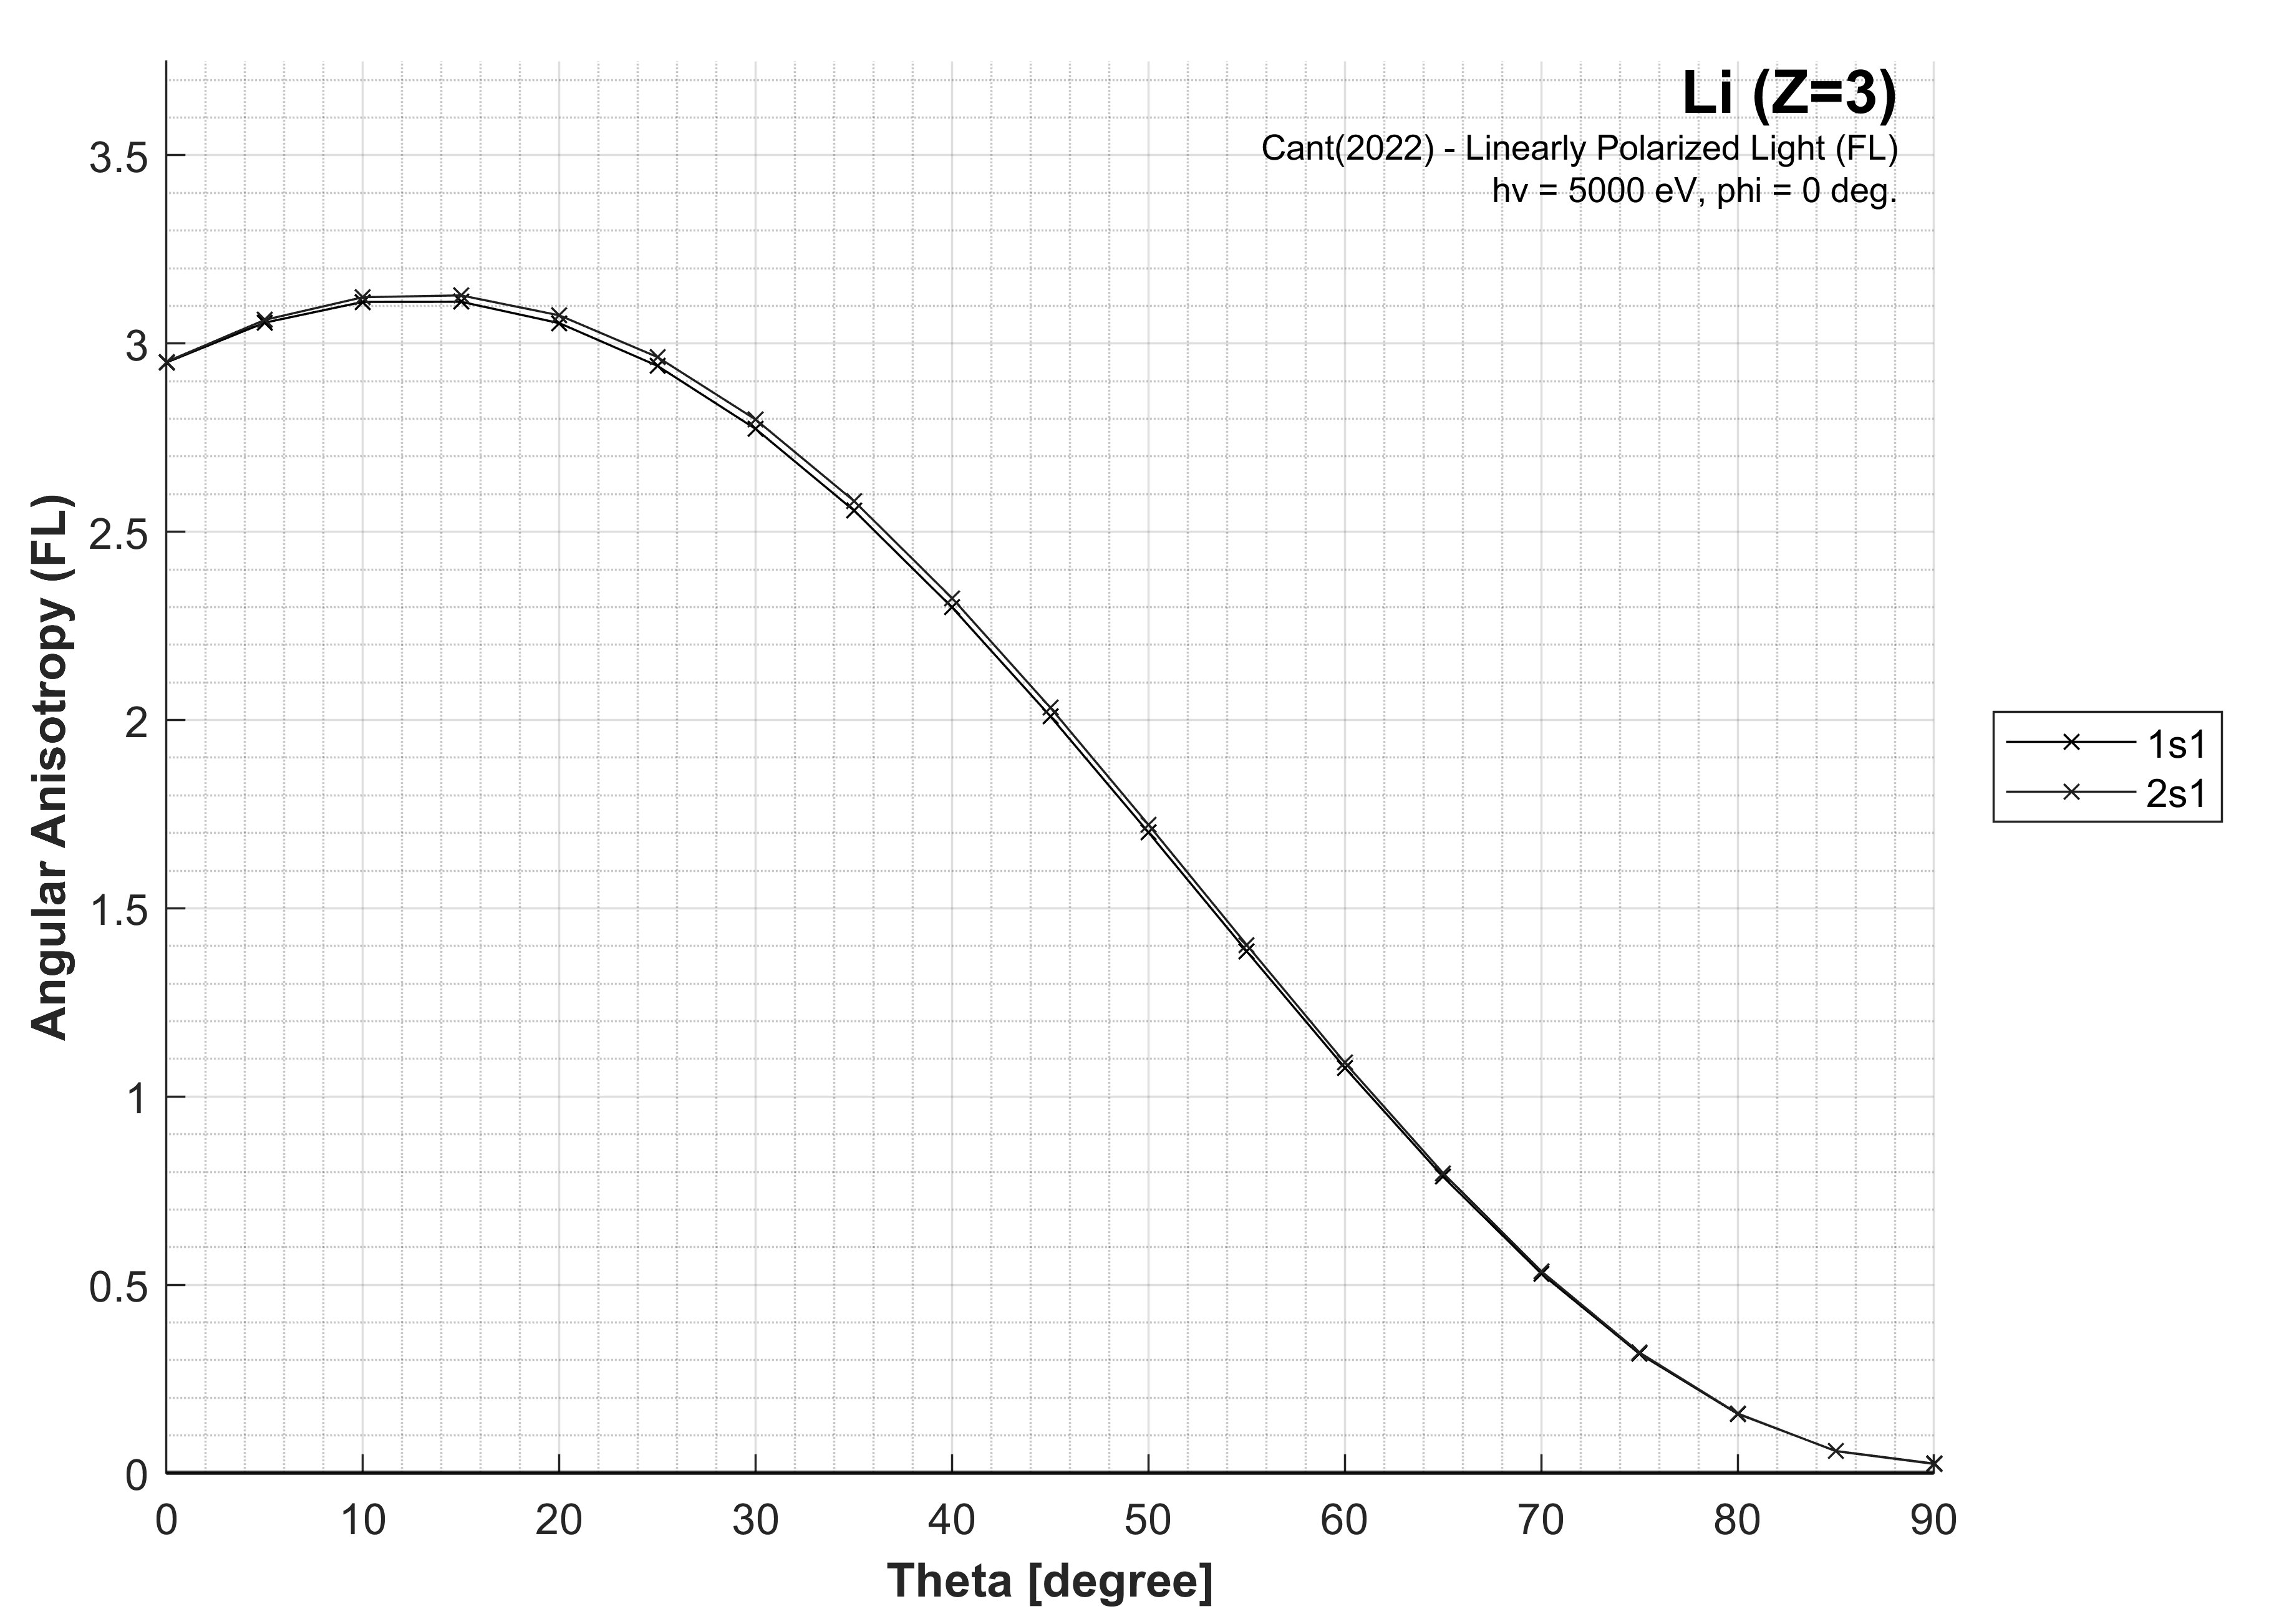 Li (Z=3)
Cant(2022) - Linearly Polarized Light (FL)
hv = 5000 eV, phi = 0 deg.
Angular Anisotropy (FL)
3.5
3
2.5
2
1.5
1
0.5
0
0 10 20 30 40 50 60 70 80 90
Theta [degree]
1s1
2s1